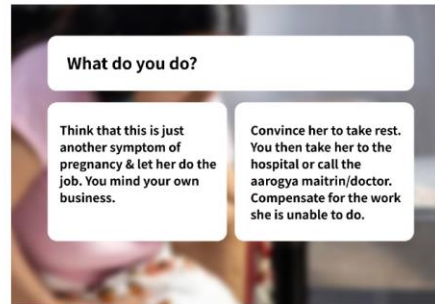 What do you do?
Think that this is just
another symptom of
pregnancy & let her do the
job. You mind your own
business.
Convince her to take rest.
You then take her to the
hospital or call the
aarogya maitrin/doctor.
Compensate for the work
she is unable to do.